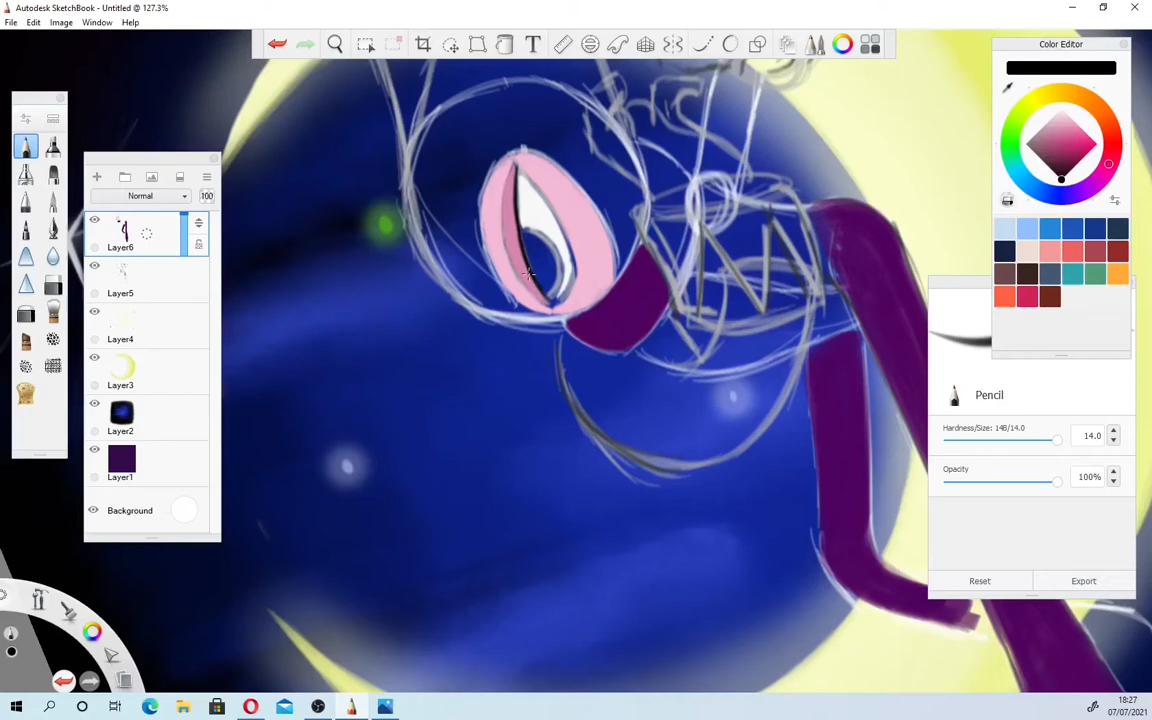 Autodesk SketchBook - Untitled @ 127.3%
File Edit Image Window Help
T
Color Editor
Normal
100
Layer6
Layer5
Layer4
Layer3
Layer2
Layer1
Background
Pencil
Hardness/Size: 14B/14.0
14.0
Opacity
100%
Reset
Export
18:27
07/07/2021